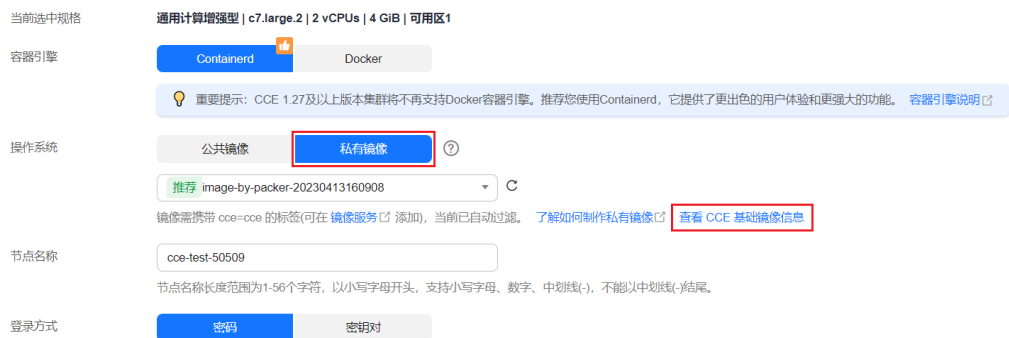 当前选中规格 通用计算增强型 | c7.large.2 | 2 vCPUs | 4 GiB | 可用区1
容器引擎 Containerd Docker
重要提示：CCE 1.27及以上版本集群将不再支持Docker容器引擎。推荐您使用Containerd，它提供了更出色的用户体验和更强大的功能。 容器引擎说明
操作系统 公共镜像 私有镜像 ?
推荐 image-by-packer-20230413160908
镜像需携带 cce=cce 的标签(可在 镜像服务 添加)，当前已自动过滤。 了解如何制作私有镜像 查看 CCE 基础镜像信息
节点名称 cce-test-50509
节点名称长度范围为1-56个字符，以小写字母开头，支持小写字母、数字、中划线(-)，不能以中划线(-)结尾。
登录方式 密码 密钥对